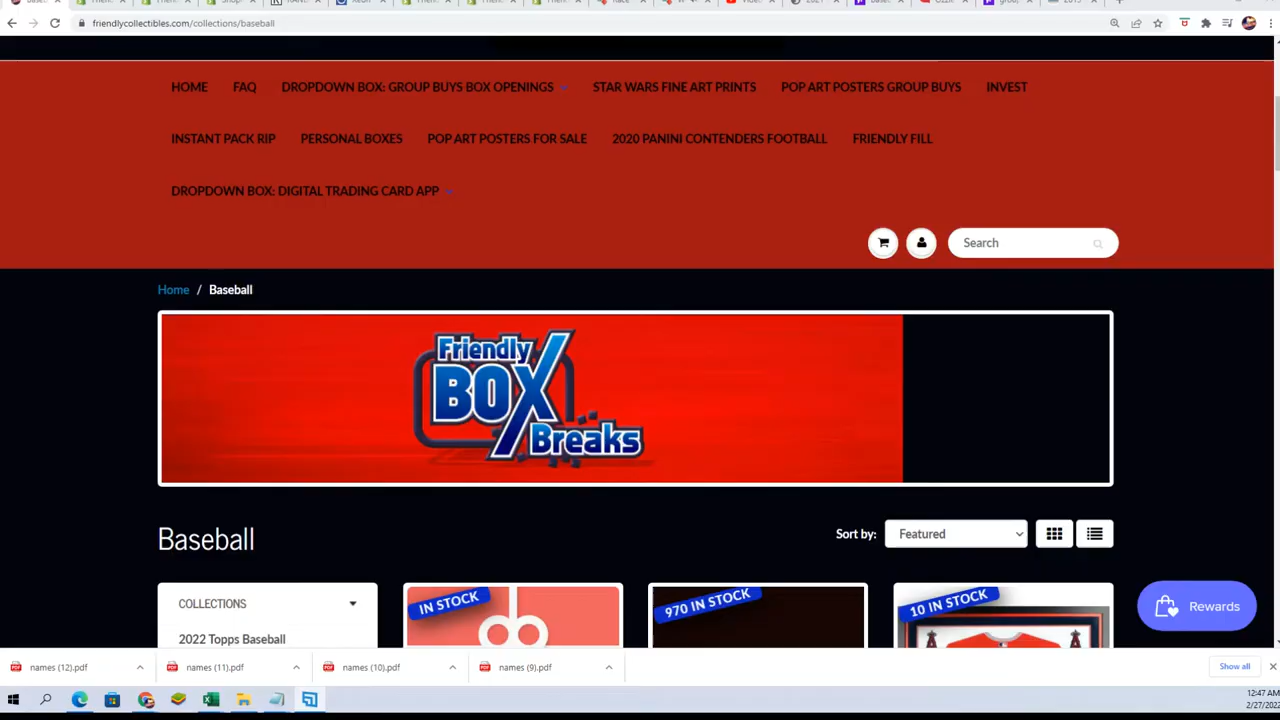 friendlycollectibles.com/collections/baseball
HOME FAQ DROPDOWN BOX: GROUP BUYS BOX OPENINGS STAR WARS FINE ART PRINTS POP ART POSTERS GROUP BUYS INVEST
INSTANT PACK RIP PERSONAL BOXES POP ART POSTERS FOR SALE 2020 PANINI CONTENDERS FOOTBALL FRIENDLY FILL
DROPDOWN BOX: DIGITAL TRADING CARD APP
Search
Home / Baseball
Friendly
BOX
Breaks
Baseball
Sort by: Featured
COLLECTIONS
2022 Topps Baseball
IN STOCK
970 IN STOCK
10 IN STOCK
Rewards
names (12).pdf names (11).pdf names (10).pdf names (9).pdf Show all
12:47 AM